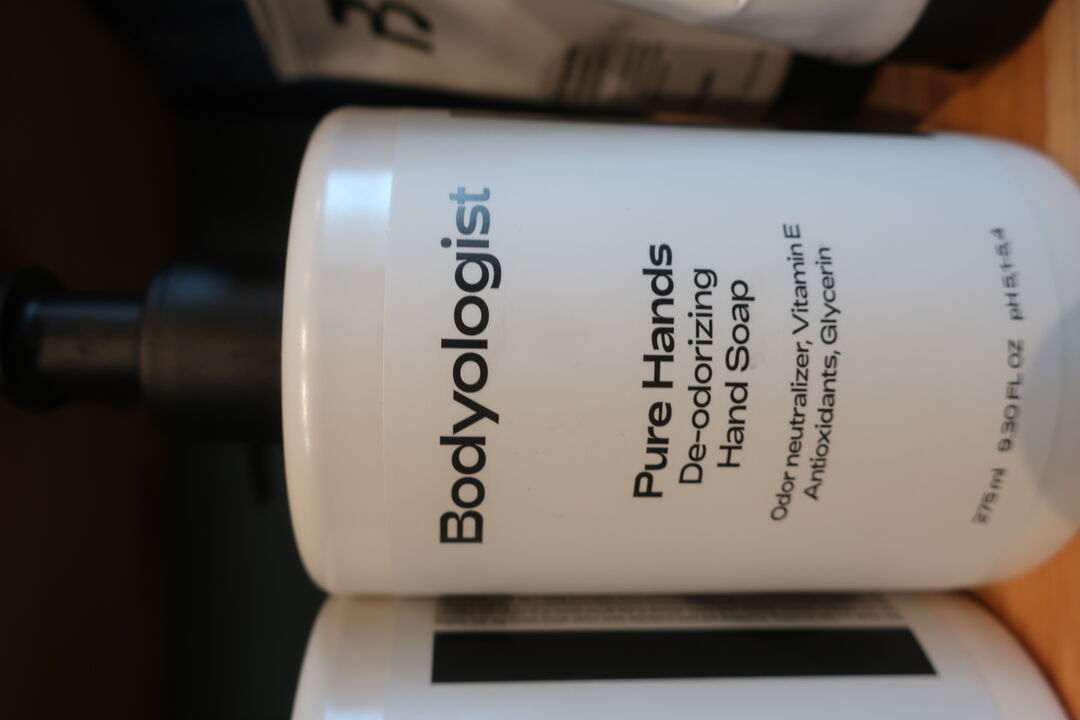 Bodyologist
Pure Hands
De-odorizing
Hand Soap
Odor neutralizer, Vitamin E
Antioxidants, Glycerin
275 ml 9.30 FL OZ pH 5,1-5,4
B